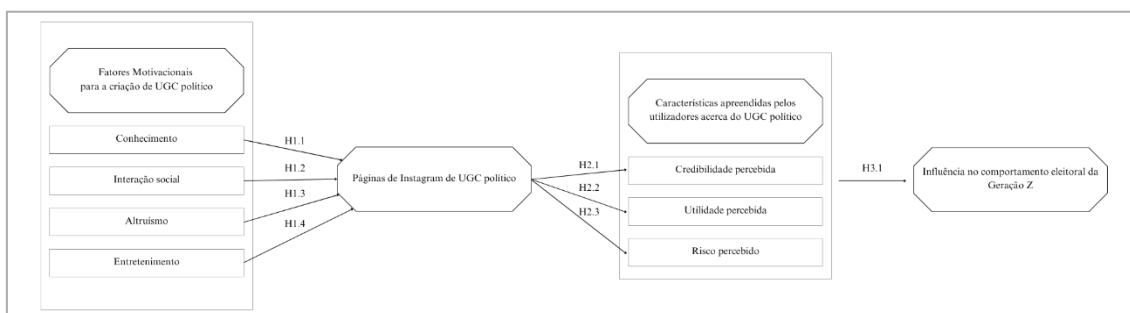 Fatores Motivacionais
para a criação de UGC político
Conhecimento
Interação social
Altruísmo
Entretenimento
H1.1
H1.2
H1.3
H1.4
Páginas de Instagram de UGC político
H2.1
H2.2
H2.3
Características apreendidas pelos
utilizadores acerca do UGC político
Credibilidade percebida
Utilidade percebida
Risco percebido
H3.1
Influência no comportamento eleitoral da
Geração Z